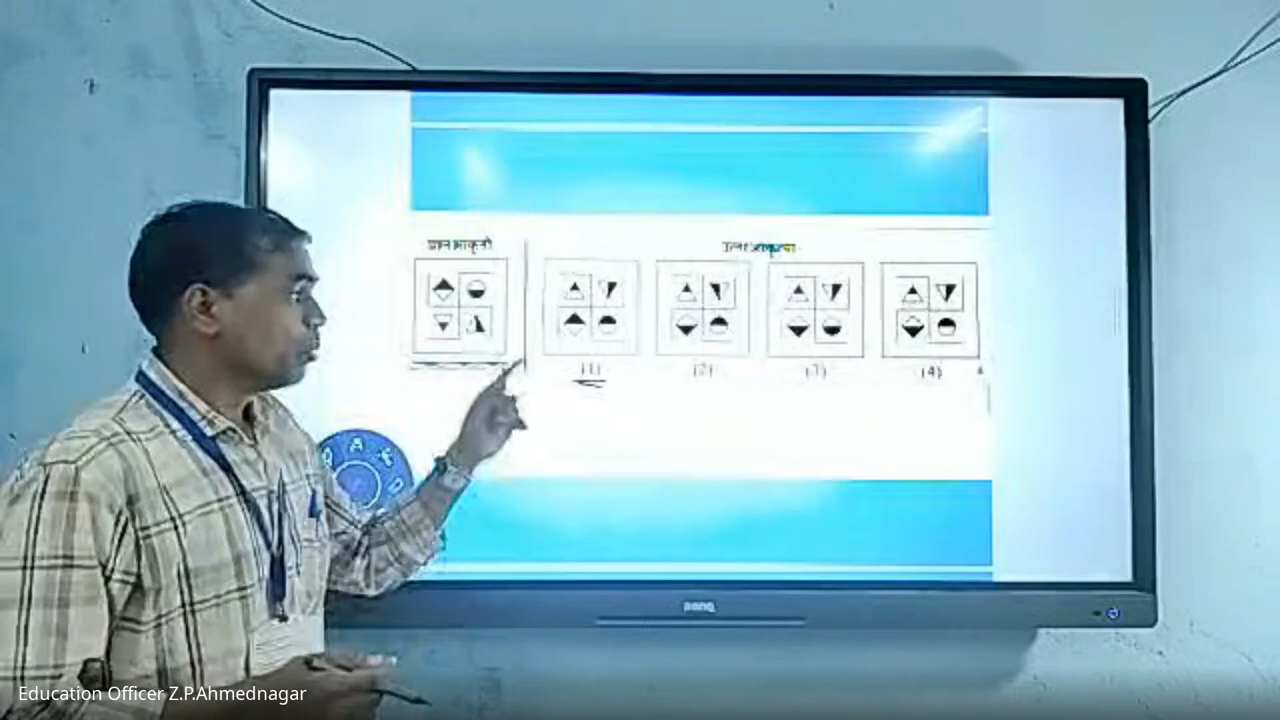 प्रश्न आकृती
उत्तर आकृत्या
(1) (2) (3) (4)
BenQ
Education Officer Z.P.Ahmednagar